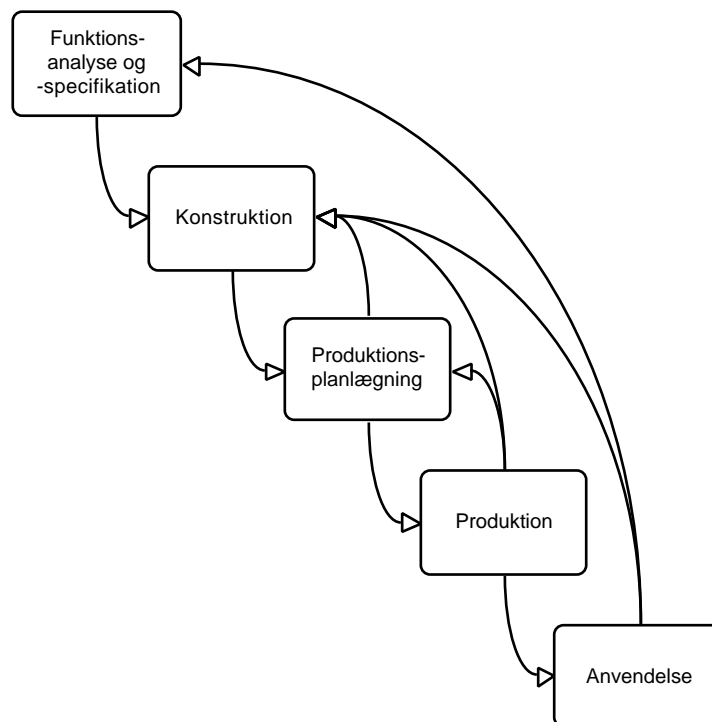 Funktions-
analyse og
-specifikation
Konstruktion
Produktions-
planlægning
Produktion
Anvendelse